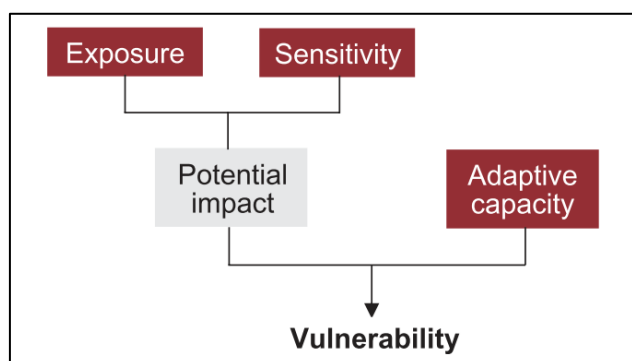 Exposure
Sensitivity
Potential
impact
Adaptive
capacity
Vulnerability